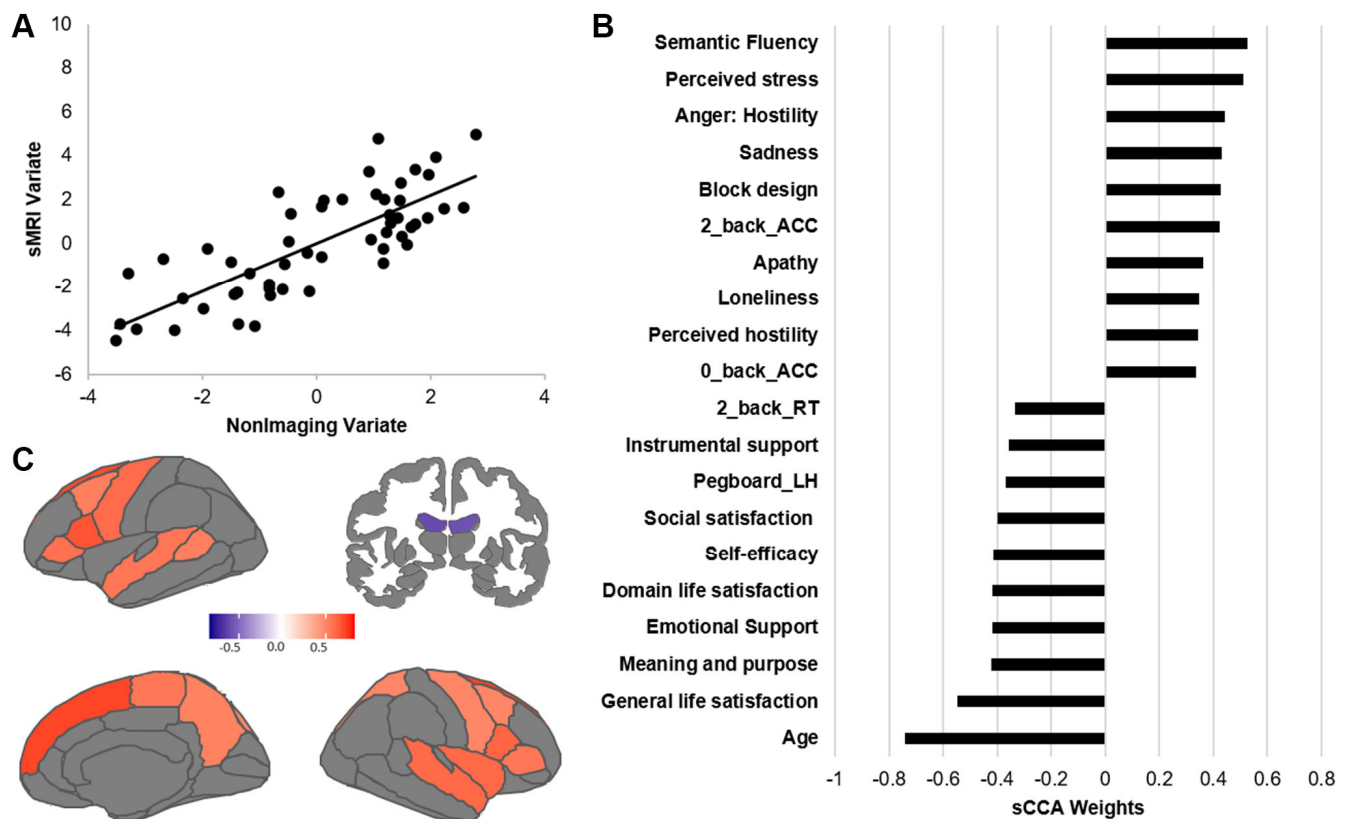 A
10
8
6
4
2
0
-2
-4
-6
-4 -2 0 2 4
sMRI Variate
NonImaging Variate
B
Semantic Fluency
Perceived stress
Anger: Hostility
Sadness
Block design
2_back_ACC
Apathy
Loneliness
Perceived hostility
0_back_ACC
2_back_RT
Instrumental support
Pegboard_LH
Social satisfaction
Self-efficacy
Domain life satisfaction
Emotional Support
Meaning and purpose
General life satisfaction
Age
-1 -0.8 -0.6 -0.4 -0.2 0 0.2 0.4 0.6 0.8
sCCA Weights
C
-0.5 0.0 0.5